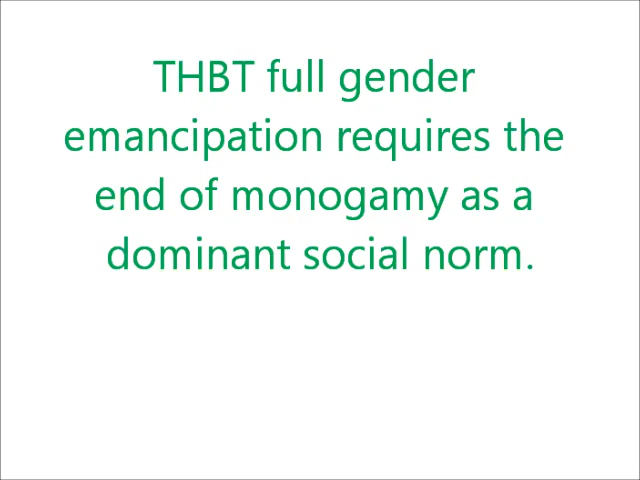 THBT full gender
emancipation requires the
end of monogamy as a
dominant social norm.